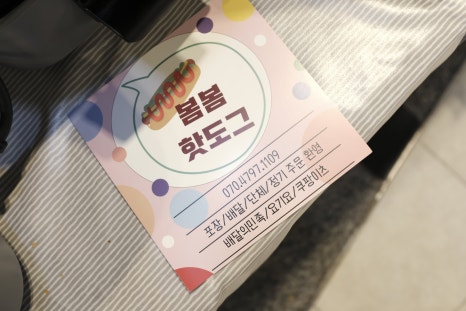 봄봄
핫도그
070.4797.1109
포장/배달/단체/정기 주문 환영
배달의민족/요기요/쿠팡이츠